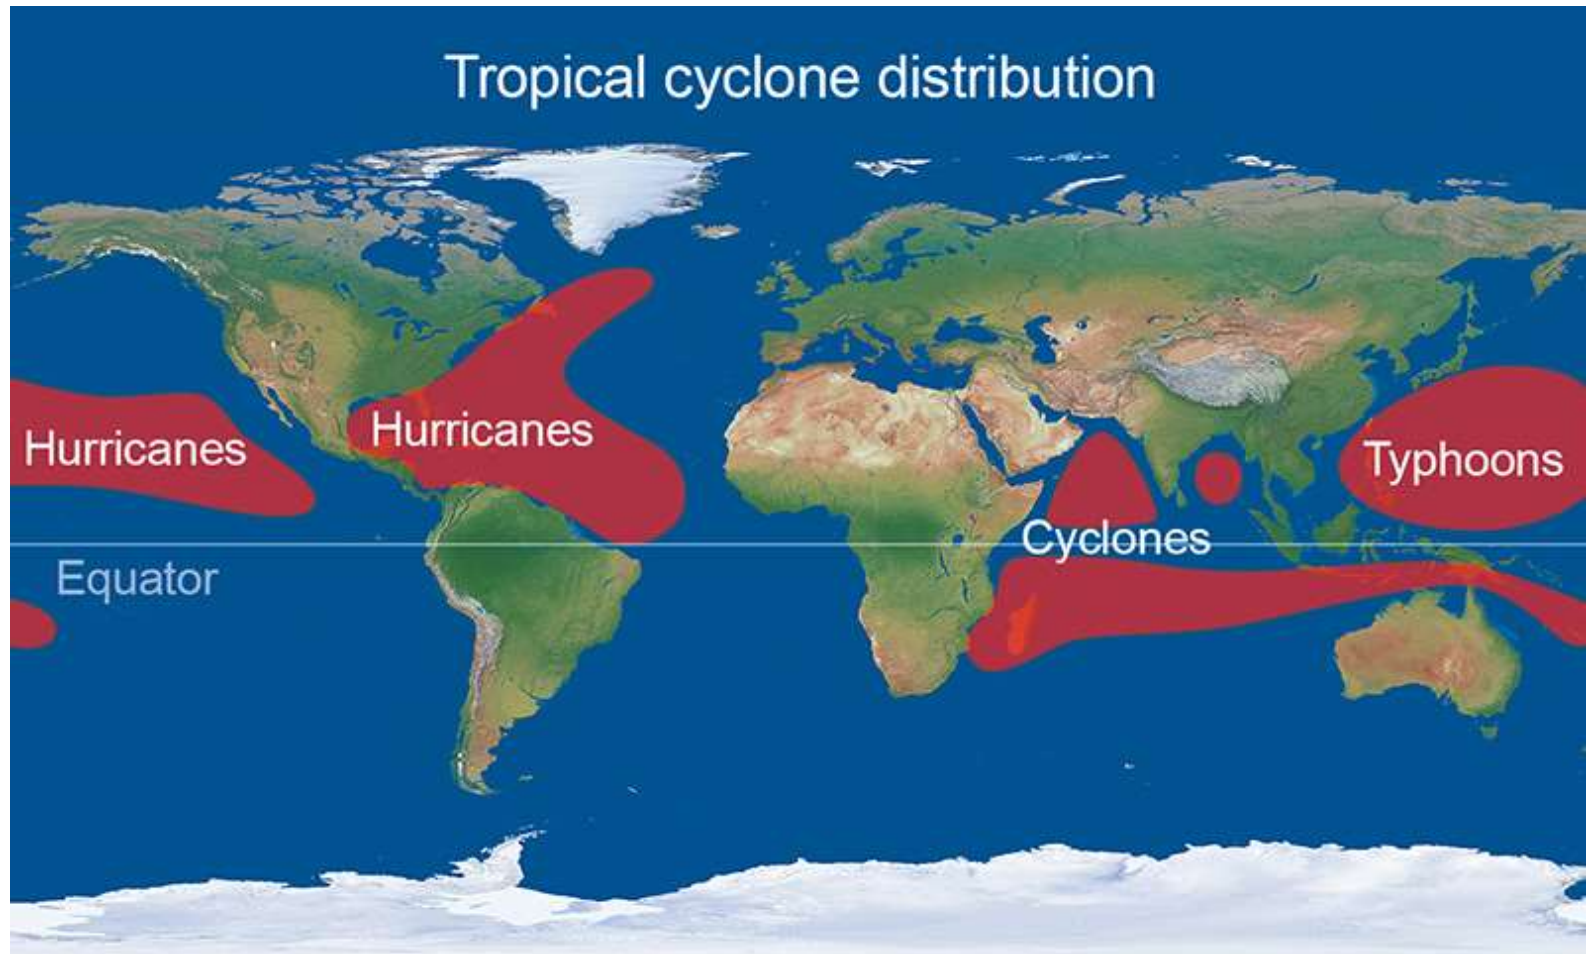 Tropical cyclone distribution
Hurricanes
Hurricanes
Typhoons
Cyclones
Equator